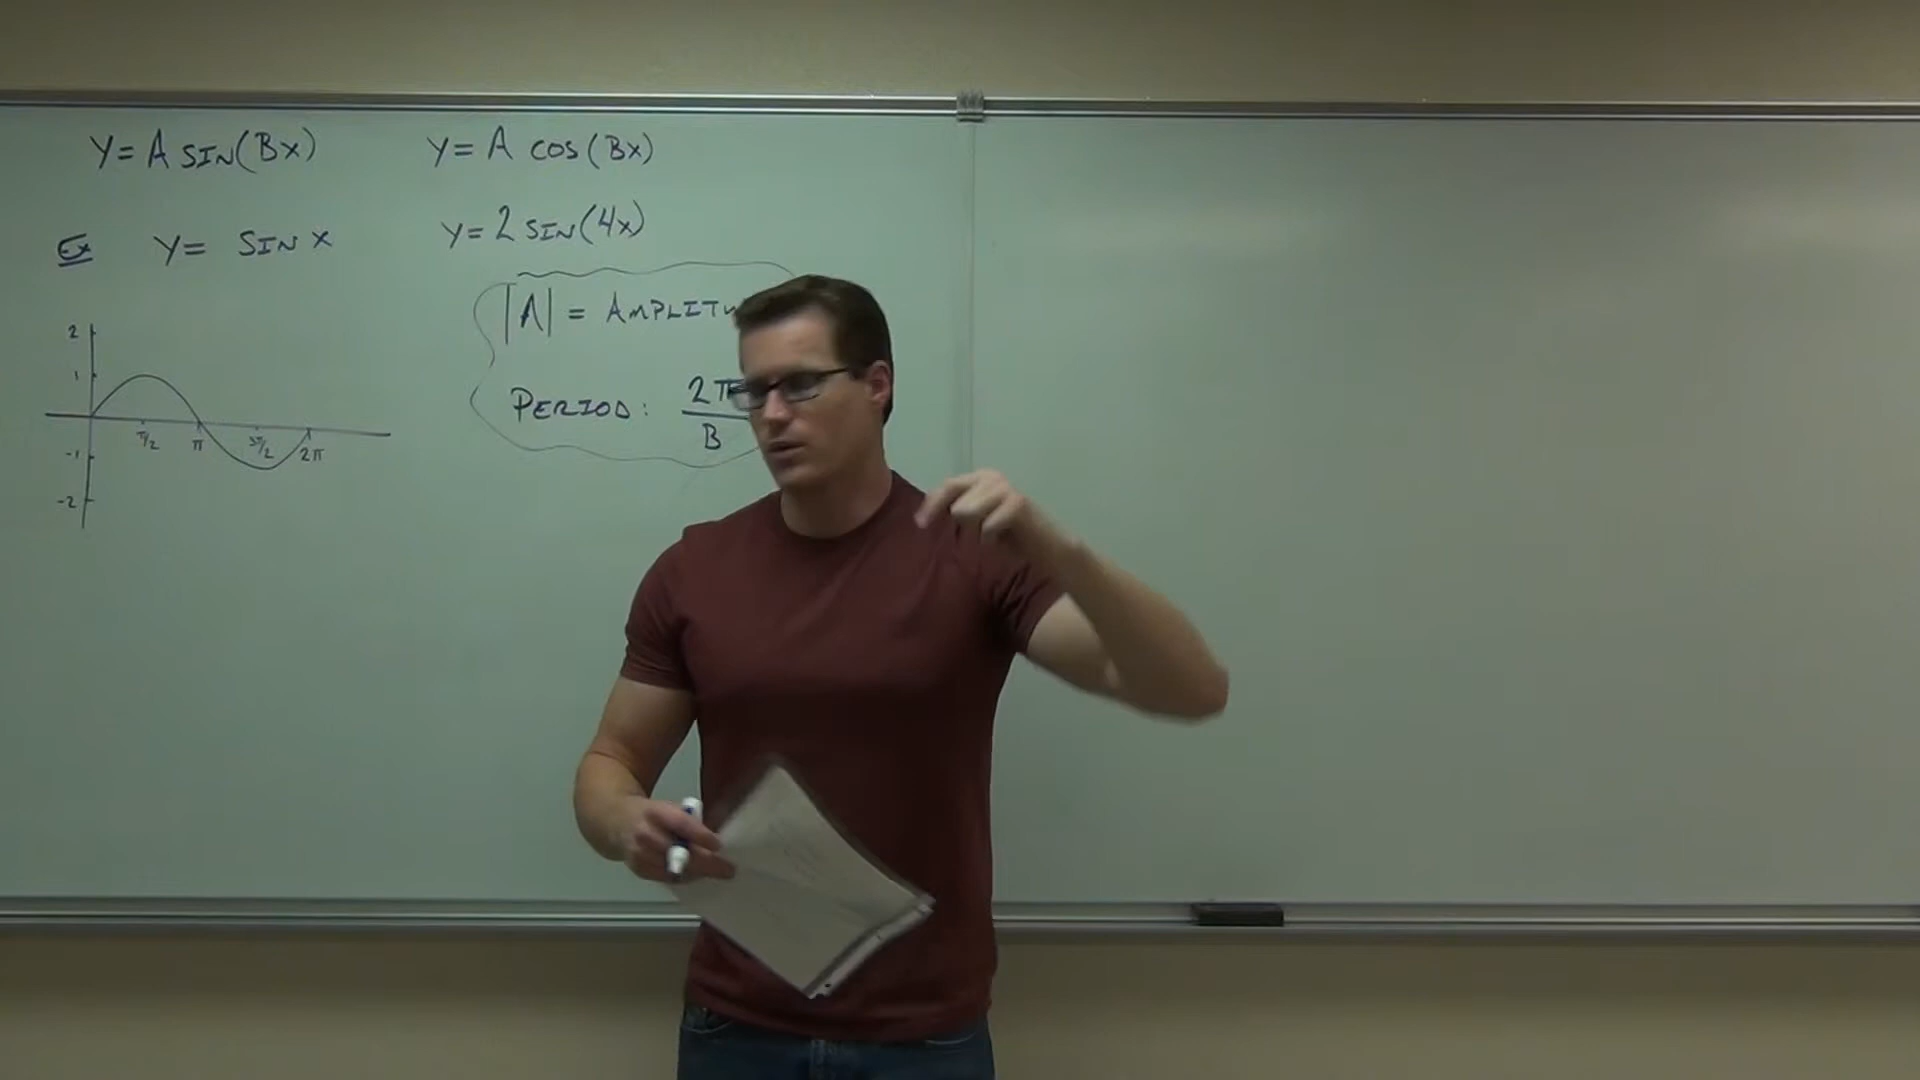 Y = A SIN(Bx)
Y = A COS(Bx)
Ex Y = SIN x
Y = 2 SIN(4x)
|A| =
PERIOD: 2π/B
2
1
-1
-2
π/2
π
3π/2
2π